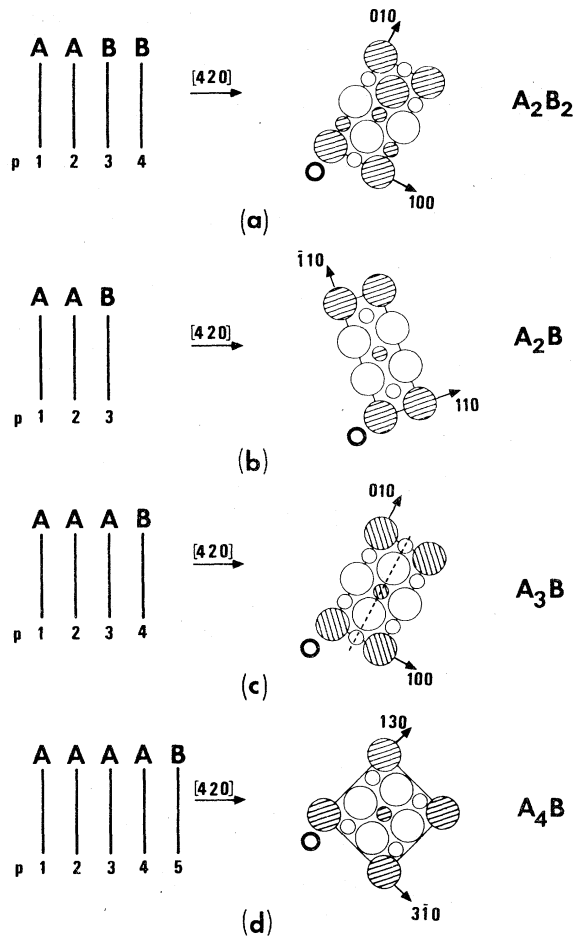 A A B B
[420]
010
A₂B₂
p 1 2 3 4
100
(a)
1̄10
A A B
[420]
A₂B
p 1 2 3
110
(b)
010
A A A B
[420]
A₃B
p 1 2 3 4
100
(c)
130
A A A A B
[420]
A₄B
p 1 2 3 4 5
31̄0
(d)